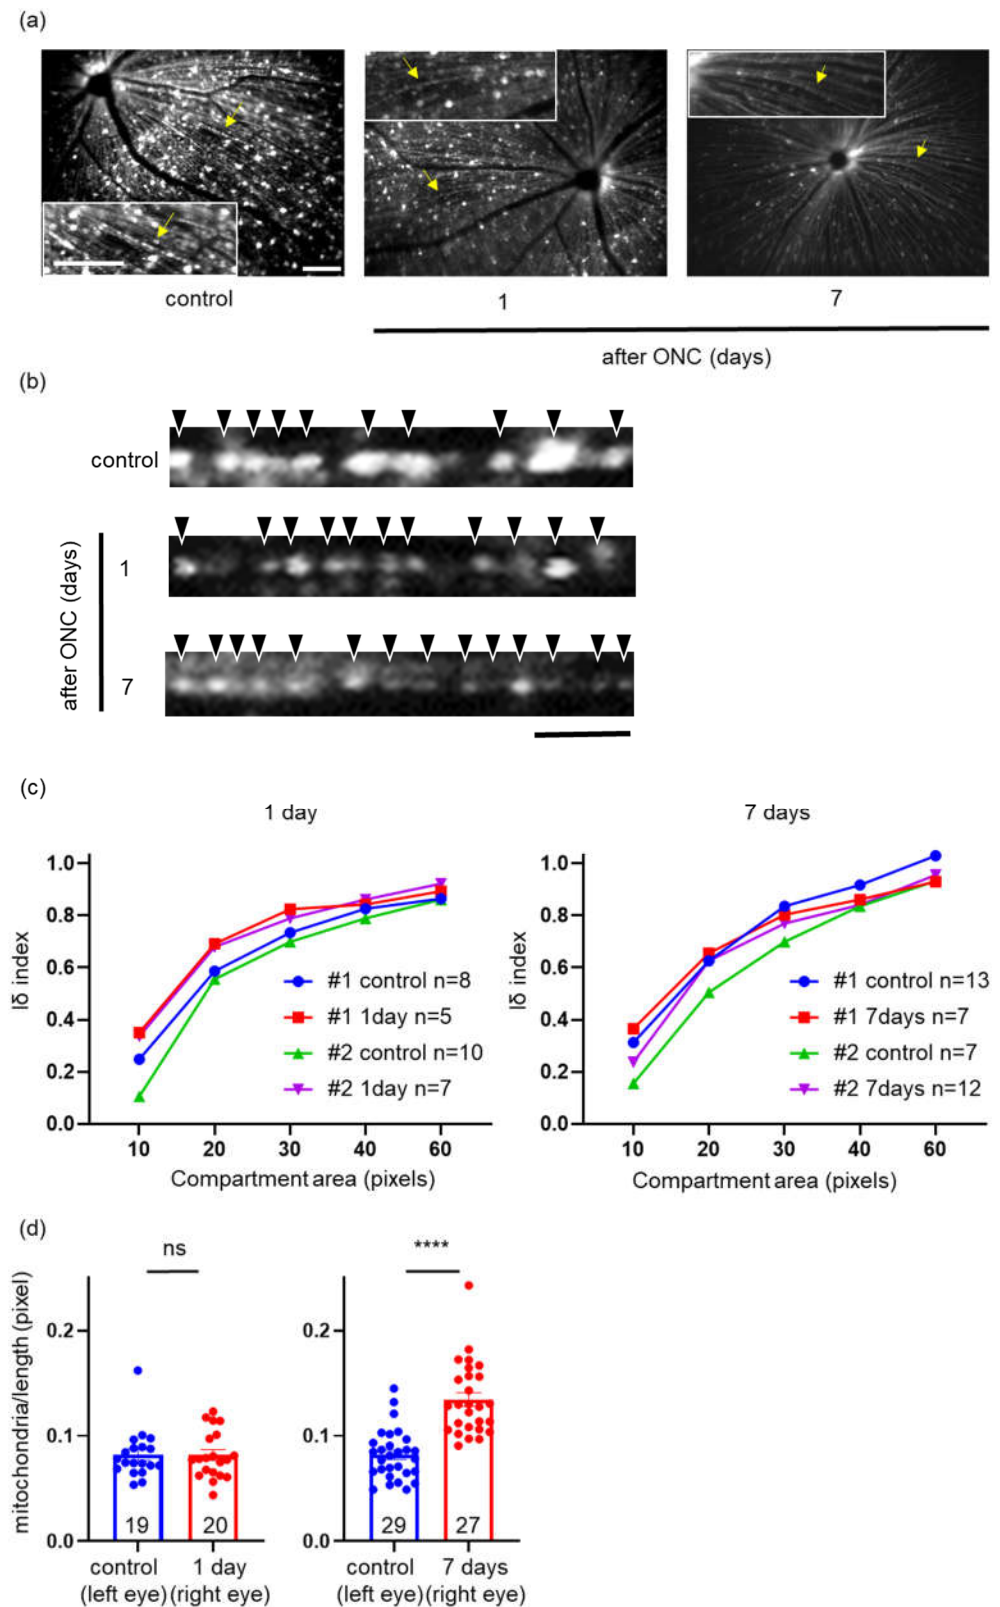 (a)
control
1
7
after ONC (days)
(b)
control
after ONC (days)
1
7
(c)
1 day
7 days
Iδ index
1.0
0.8
0.6
0.4
0.2
0.0
#1 control n=8
#1 1day n=5
#2 control n=10
#2 1day n=7
10 20 30 40 60
Compartment area (pixels)
Iδ index
1.0
0.8
0.6
0.4
0.2
0.0
#1 control n=13
#1 7days n=7
#2 control n=7
#2 7days n=12
10 20 30 40 60
Compartment area (pixels)
(d)
mitochondria/length (pixel)
ns
0.2
0.1
0.0
19 20
control 1 day
(left eye) (right eye)
****
0.2
0.1
0.0
29 27
control 7 days
(left eye) (right eye)